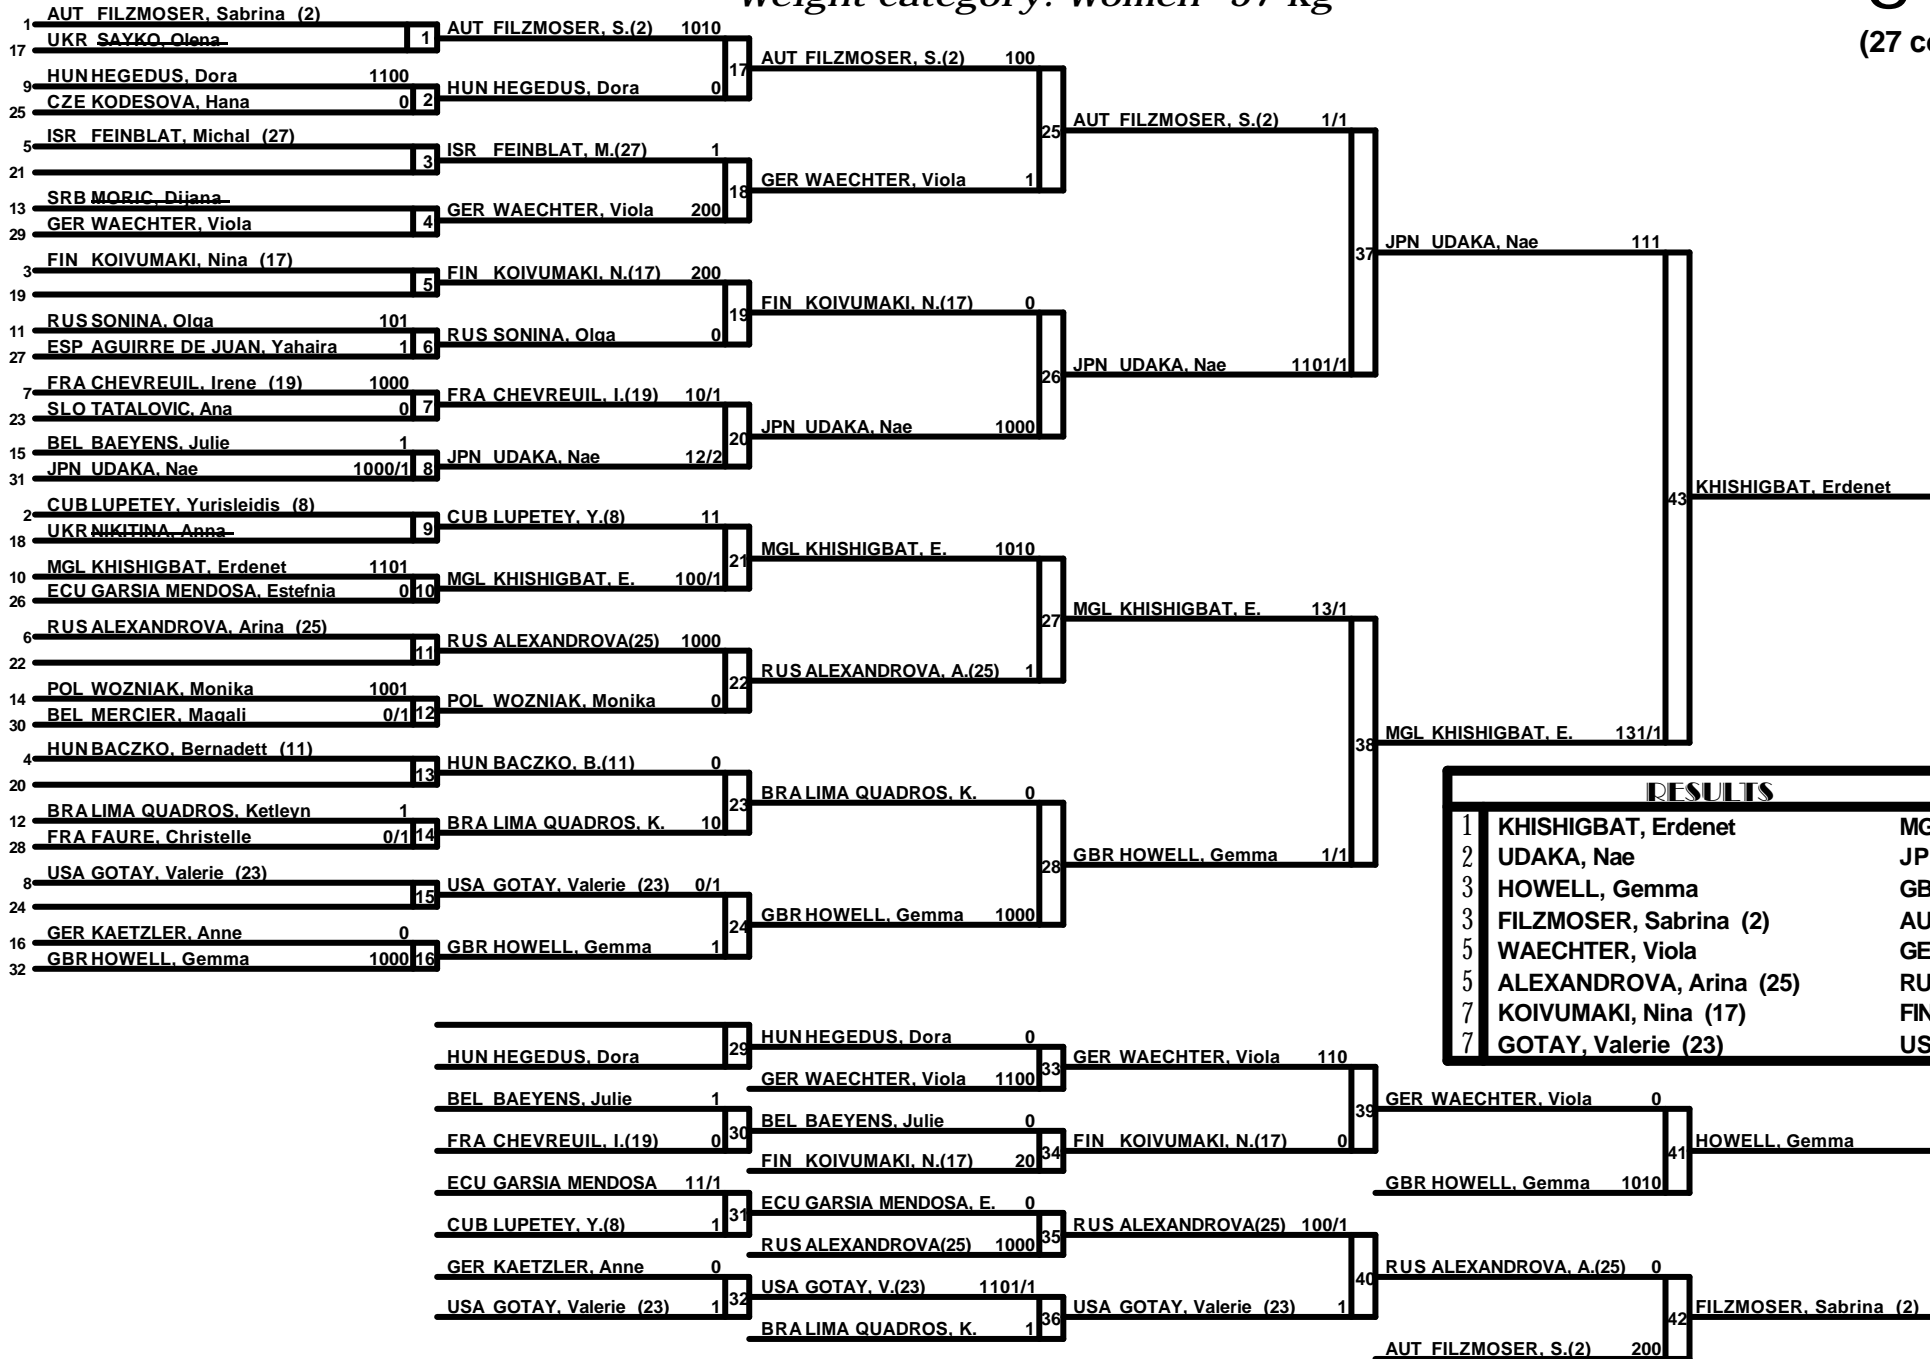 Weight category: Women -57 kg
(27 co
1 AUT FILZMOSER, Sabrina (2)
17 UKR SAYKO, Olena
1
9 HUN HEGEDUS, Dora 1100
25 CZE KODESOVA, Hana 0
2
5 ISR FEINBLAT, Michal (27)
21
3
13 SRB MORIC, Dijana
29 GER WAECHTER, Viola
4
3 FIN KOIVUMAKI, Nina (17)
19
5
11 RUS SONINA, Olga 101
27 ESP AGUIRRE DE JUAN, Yahaira 1
6
7 FRA CHEVREUIL, Irene (19) 1000
23 SLO TATALOVIC, Ana 0
7
15 BEL BAEYENS, Julie 1
31 JPN UDAKA, Nae 1000/1
8
2 CUB LUPETEY, Yurisleidis (8)
18 UKR NIKITINA, Anna
9
10 MGL KHISHIGBAT, Erdenet 1101
26 ECU GARSIA MENDOSA, Estefnia 0
10
6 RUS ALEXANDROVA, Arina (25)
22
11
14 POL WOZNIAK, Monika 1001
30 BEL MERCIER, Magali 0/1
12
4 HUN BACZKO, Bernadett (11)
20
13
12 BRA LIMA QUADROS, Ketleyn 1
28 FRA FAURE, Christelle 0/1
14
8 USA GOTAY, Valerie (23)
24
15
16 GER KAETZLER, Anne 0
32 GBR HOWELL, Gemma 1000
16
AUT FILZMOSER, S.(2) 1010
17
HUN HEGEDUS, Dora 0
ISR FEINBLAT, M.(27) 1
18
GER WAECHTER, Viola 200
FIN KOIVUMAKI, N.(17) 200
19
RUS SONINA, Olga 0
FRA CHEVREUIL, I.(19) 10/1
20
JPN UDAKA, Nae 12/2
CUB LUPETEY, Y.(8) 11
21
MGL KHISHIGBAT, E. 100/1
RUS ALEXANDROVA(25) 1000
22
POL WOZNIAK, Monika 0
HUN BACZKO, B.(11) 0
23
BRA LIMA QUADROS, K. 10
USA GOTAY, Valerie (23) 0/1
24
GBR HOWELL, Gemma 1
AUT FILZMOSER, S.(2) 100
25
GER WAECHTER, Viola 1
FIN KOIVUMAKI, N.(17) 0
26
JPN UDAKA, Nae 1000
MGL KHISHIGBAT, E. 1010
27
RUS ALEXANDROVA, A.(25) 1
BRA LIMA QUADROS, K. 0
28
GBR HOWELL, Gemma 1000
AUT FILZMOSER, S.(2) 1/1
37
JPN UDAKA, Nae 1101/1
MGL KHISHIGBAT, E. 13/1
38
GBR HOWELL, Gemma 1/1
JPN UDAKA, Nae 111
43
MGL KHISHIGBAT, E. 131/1
KHISHIGBAT, Erdenet
RESULTS
1 KHISHIGBAT, Erdenet MG
2 UDAKA, Nae JP
3 HOWELL, Gemma GB
3 FILZMOSER, Sabrina (2) AU
5 WAECHTER, Viola GE
5 ALEXANDROVA, Arina (25) RU
7 KOIVUMAKI, Nina (17) FIN
7 GOTAY, Valerie (23) US
29
HUN HEGEDUS, Dora
BEL BAEYENS, Julie 1
30
FRA CHEVREUIL, I.(19) 0
ECU GARSIA MENDOSA 11/1
31
CUB LUPETEY, Y.(8) 1
GER KAETZLER, Anne 0
32
USA GOTAY, Valerie (23) 1
HUN HEGEDUS, Dora 0
33
GER WAECHTER, Viola 1100
BEL BAEYENS, Julie 0
34
FIN KOIVUMAKI, N.(17) 20
ECU GARSIA MENDOSA, E. 0
35
RUS ALEXANDROVA(25) 1000
USA GOTAY, V.(23) 1101/1
36
BRA LIMA QUADROS, K. 1
GER WAECHTER, Viola 110
39
FIN KOIVUMAKI, N.(17) 0
RUS ALEXANDROVA(25) 100/1
40
USA GOTAY, Valerie (23) 1
GER WAECHTER, Viola 0
41
GBR HOWELL, Gemma 1010
RUS ALEXANDROVA, A.(25) 0
42
AUT FILZMOSER, S.(2) 200
HOWELL, Gemma
FILZMOSER, Sabrina (2)